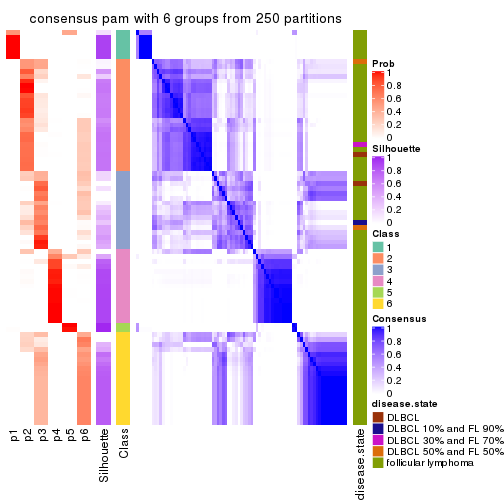 consensus pam with 6 groups from 250 partitions
Prob
1
0.8
0.6
0.4
0.2
0
Silhouette
1
0.8
0.6
0.4
0.2
0
Class
1
2
3
4
5
6
Consensus
1
0.8
0.6
0.4
0.2
0
disease.state
DLBCL
DLBCL 10% and FL 90%
DLBCL 30% and FL 70%
DLBCL 50% and FL 50%
follicular lymphoma
p1
p2
p3
p4
p5
p6
Silhouette
Class
disease.state